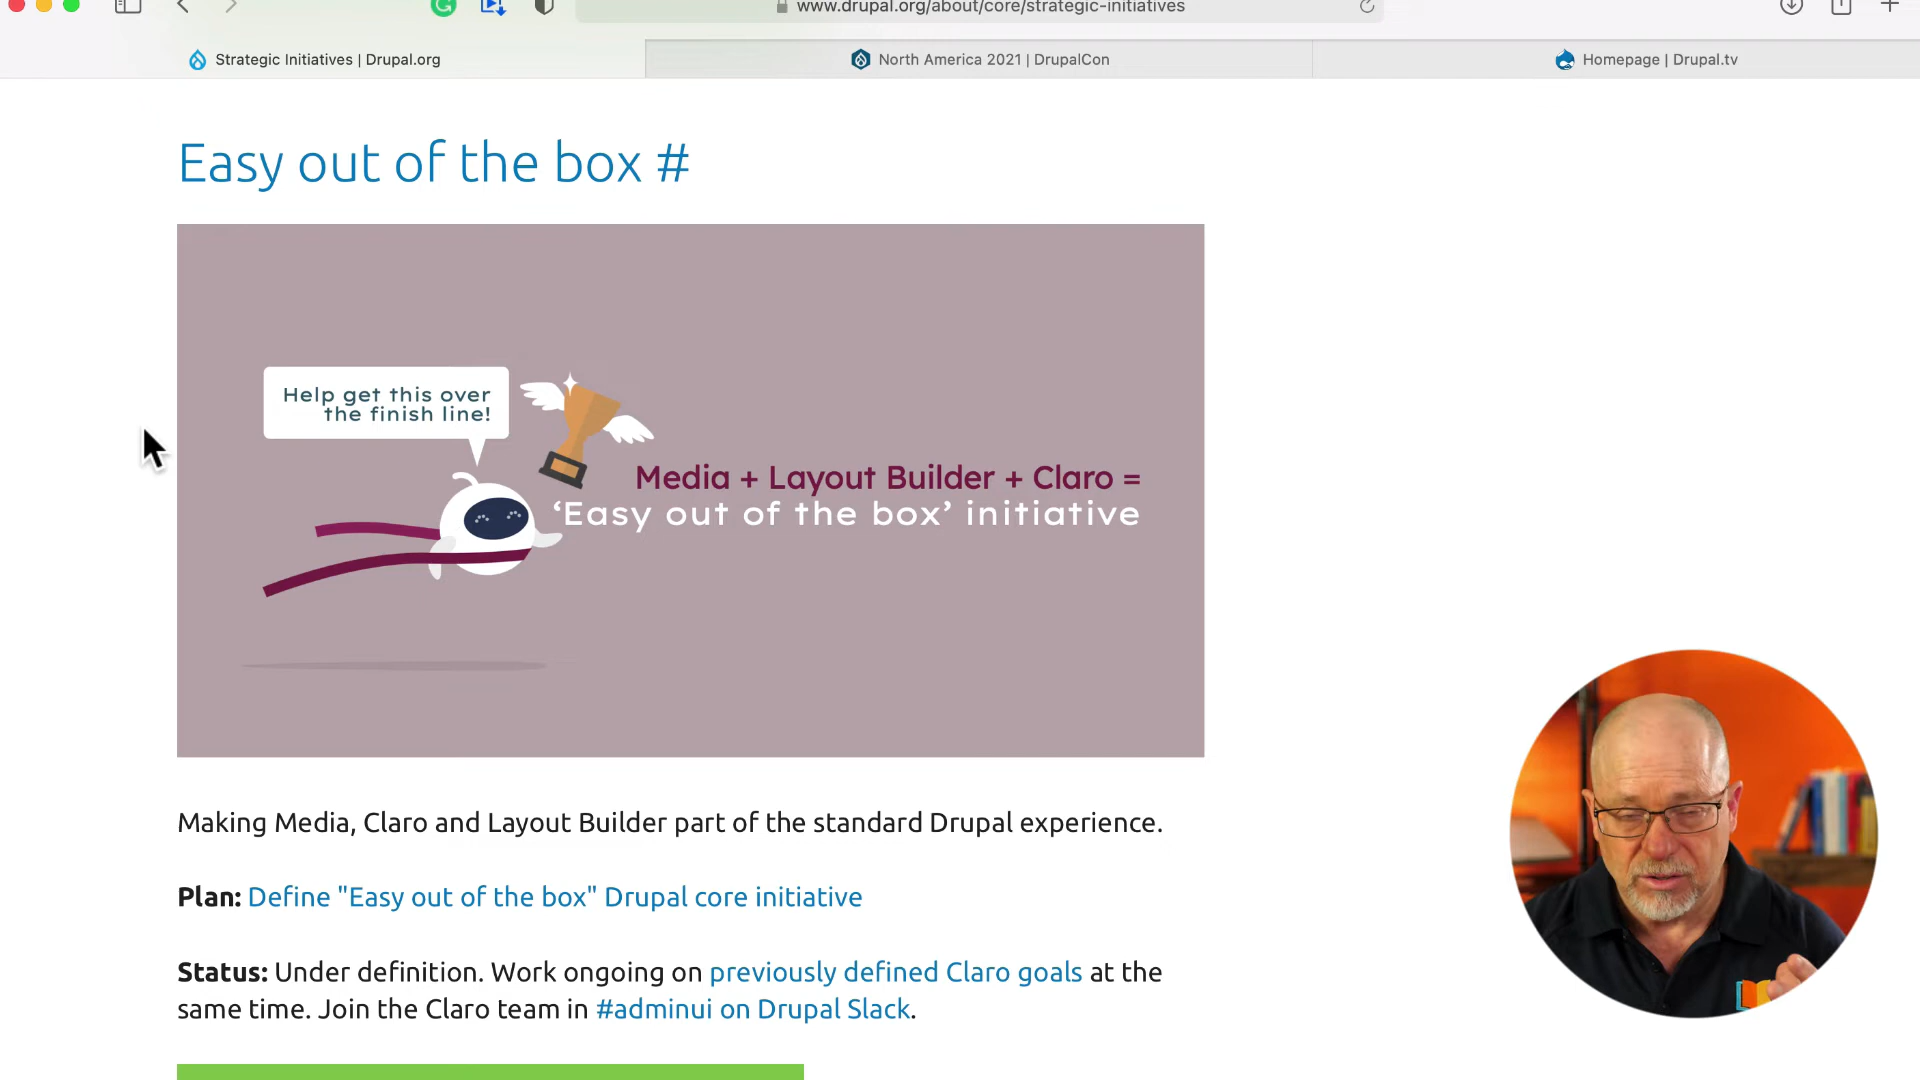 www.drupal.org/about/core/strategic-initiatives
Strategic Initiatives | Drupal.org
North America 2021 | DrupalCon
Homepage | Drupal.tv
Easy out of the box #
Help get this over
the finish line!
Media + Layout Builder + Claro =
‘Easy out of the box’ initiative
Making Media, Claro and Layout Builder part of the standard Drupal experience.
Plan: Define "Easy out of the box" Drupal core initiative
Status: Under definition. Work ongoing on previously defined Claro goals at the
same time. Join the Claro team in #adminui on Drupal Slack.